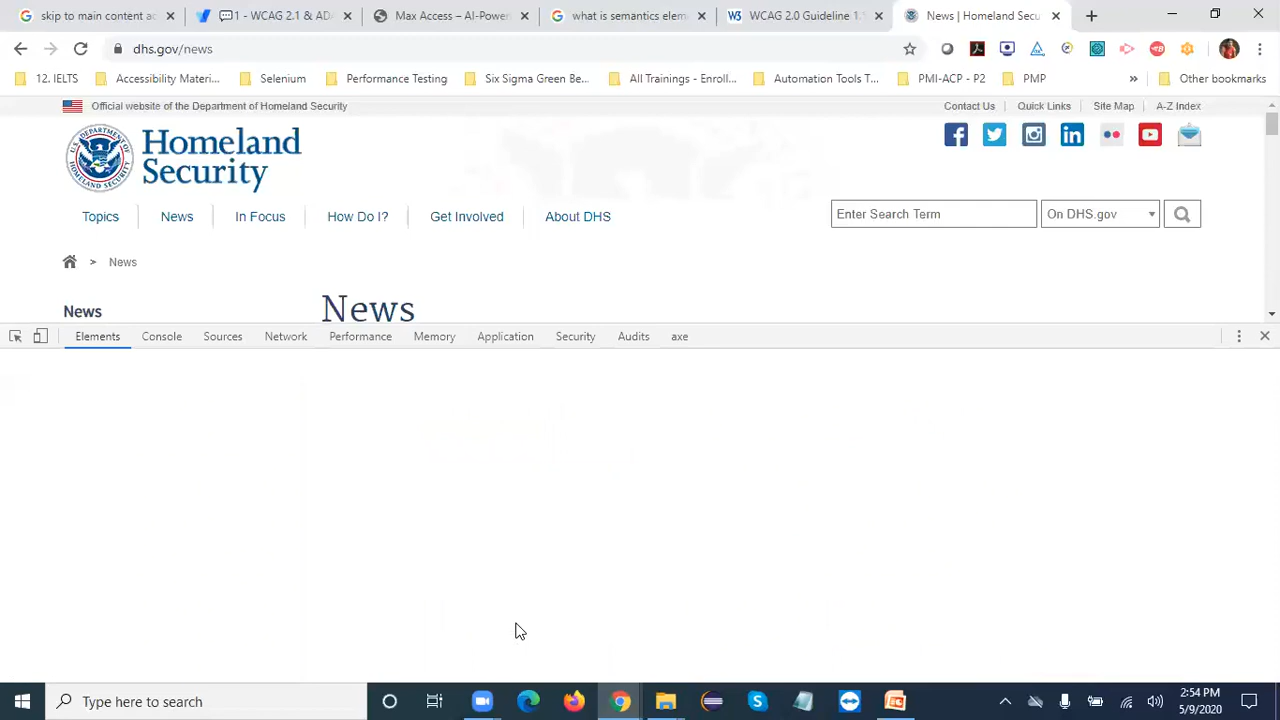 skip to main content a
1 - WCAG 2.1 & AD
Max Access – AI-Power
what is semantics elem
WCAG 2.0 Guideline 1.
News | Homeland Secu
dhs.gov/news
12. IELTS
Accessibility Materi...
Selenium
Performance Testing
Six Sigma Green Be...
All Trainings - Enroll...
Automation Tools T...
PMI-ACP - P2
PMP
Other bookmarks
Official website of the Department of Homeland Security
Contact Us
Quick Links
Site Map
A-Z Index
Homeland
Security
Topics
News
In Focus
How Do I?
Get Involved
About DHS
Enter Search Term
On DHS.gov
> News
News
News
Elements
Console
Sources
Network
Performance
Memory
Application
Security
Audits
axe
Type here to search
2:54 PM
5/9/2020